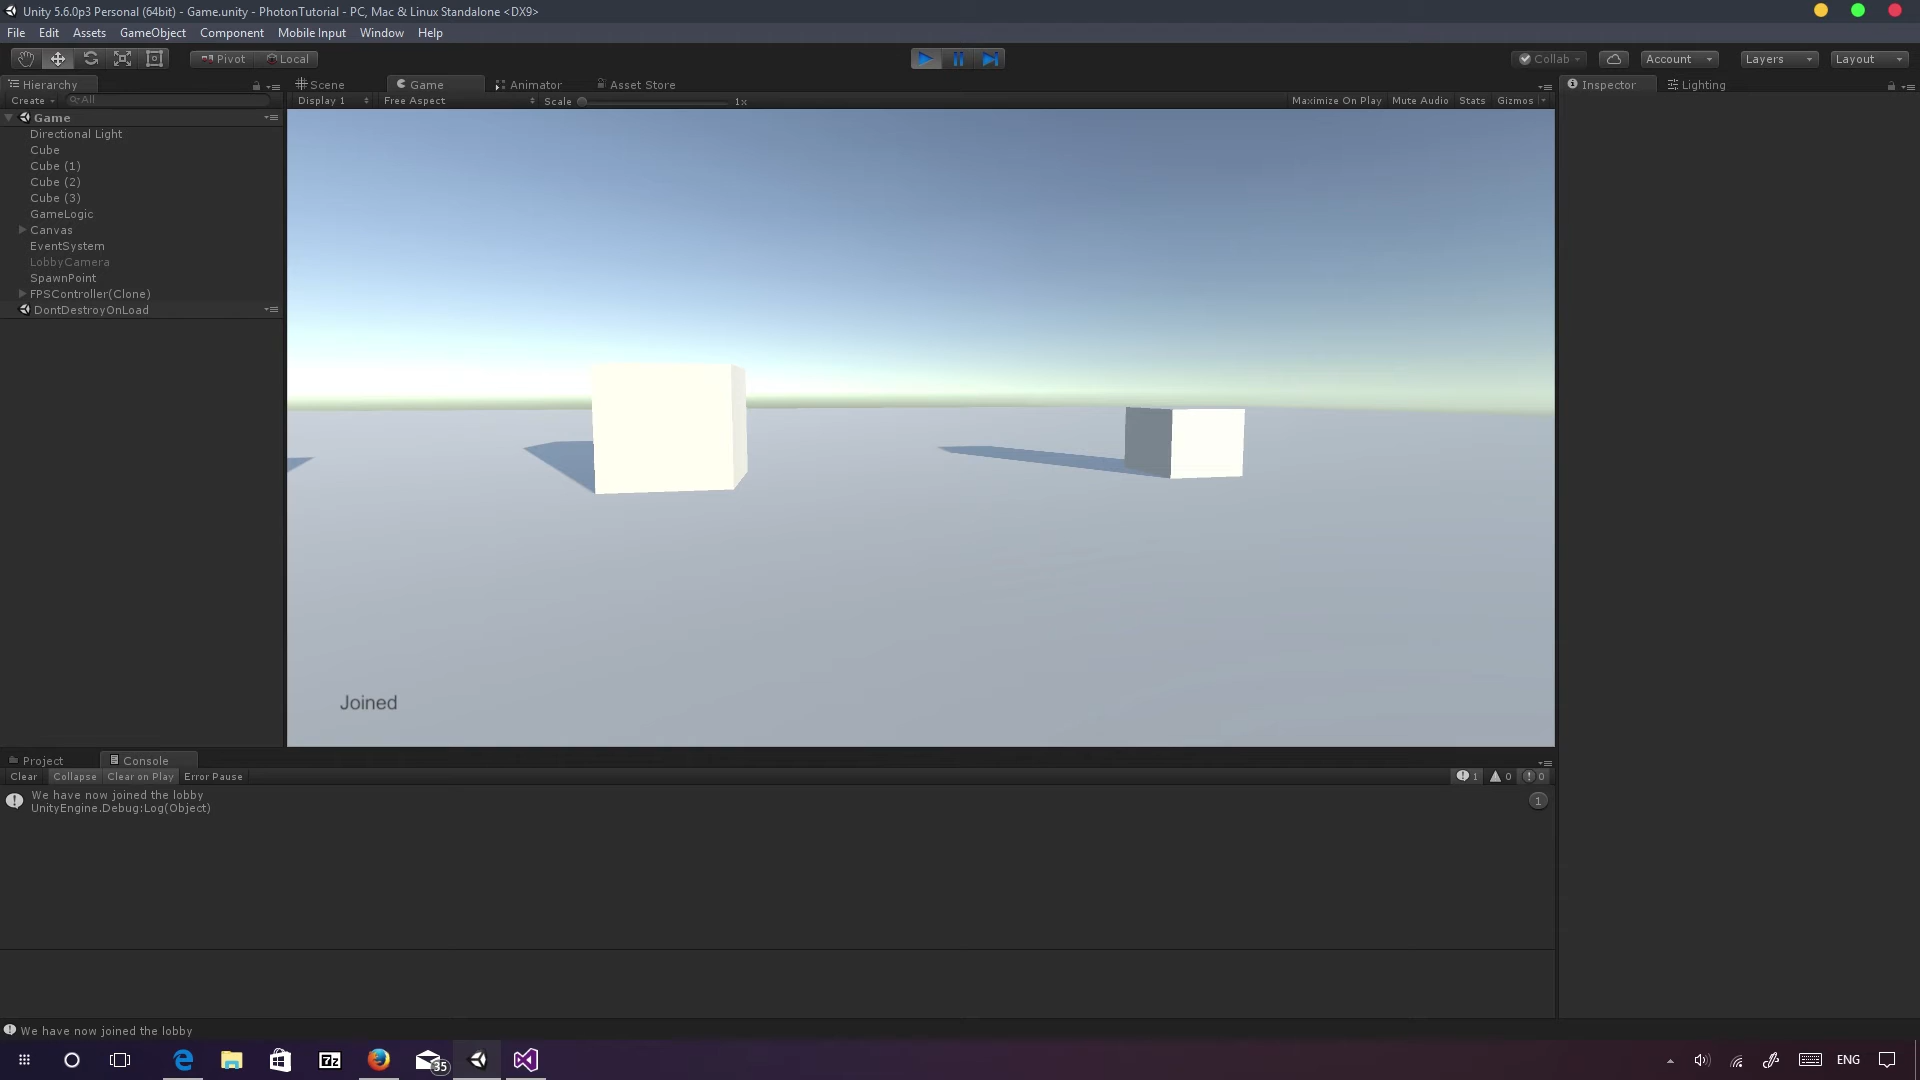 Unity 5.6.0p3 Personal (64bit) - Game.unity - PhotonTutorial - PC, Mac & Linux Standalone <DX9>
File Edit Assets GameObject Component Mobile Input Window Help
Pivot Local Collab Account Layers Layout
Hierarchy Scene Game Animator Asset Store Inspector Lighting
Create All Display 1 Free Aspect Scale 1x Maximize On Play Mute Audio Stats Gizmos
Game
Directional Light
Cube
Cube (1)
Cube (2)
Cube (3)
GameLogic
Canvas
EventSystem
LobbyCamera
SpawnPoint
FPSController(Clone)
DontDestroyOnLoad
Joined
Project Console
Clear Collapse Clear on Play Error Pause 1 0 0
We have now joined the lobby
UnityEngine.Debug:Log(Object)
1
We have now joined the lobby
7z 35 ENG